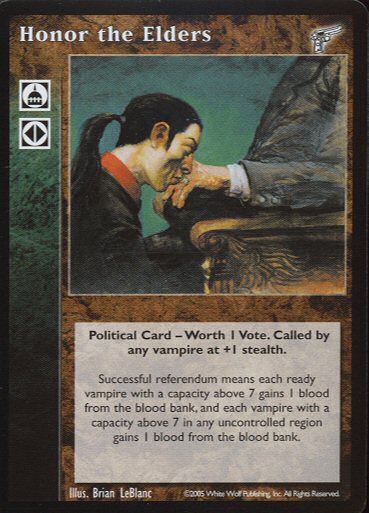 Honor the Elders
Political Card – Worth 1 Vote. Called by
any vampire at +1 stealth.
Successful referendum means each ready
vampire with a capacity above 7 gains 1 blood
from the blood bank, and each vampire with a
capacity above 7 in any uncontrolled region
gains 1 blood from the blood bank.
Illus. Brian LeBlanc
©2005 White Wolf Publishing, Inc. All Rights Reserved.